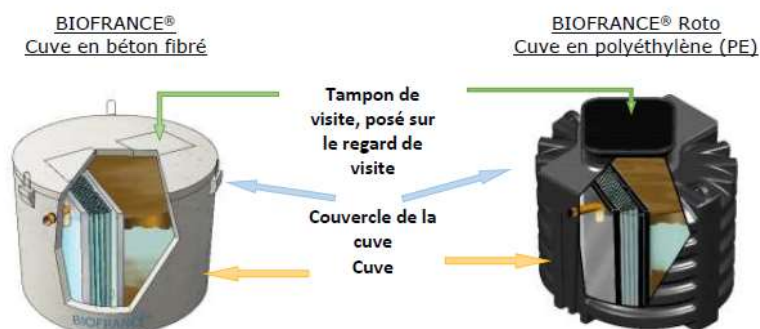 BIOFRANCE®
Cuve en béton fibré
BIOFRANCE® Roto
Cuve en polyéthylène (PE)
Tampon de
visite, posé sur
le regard de
visite
Couvercle de la
cuve
Cuve
BIOFRANCE